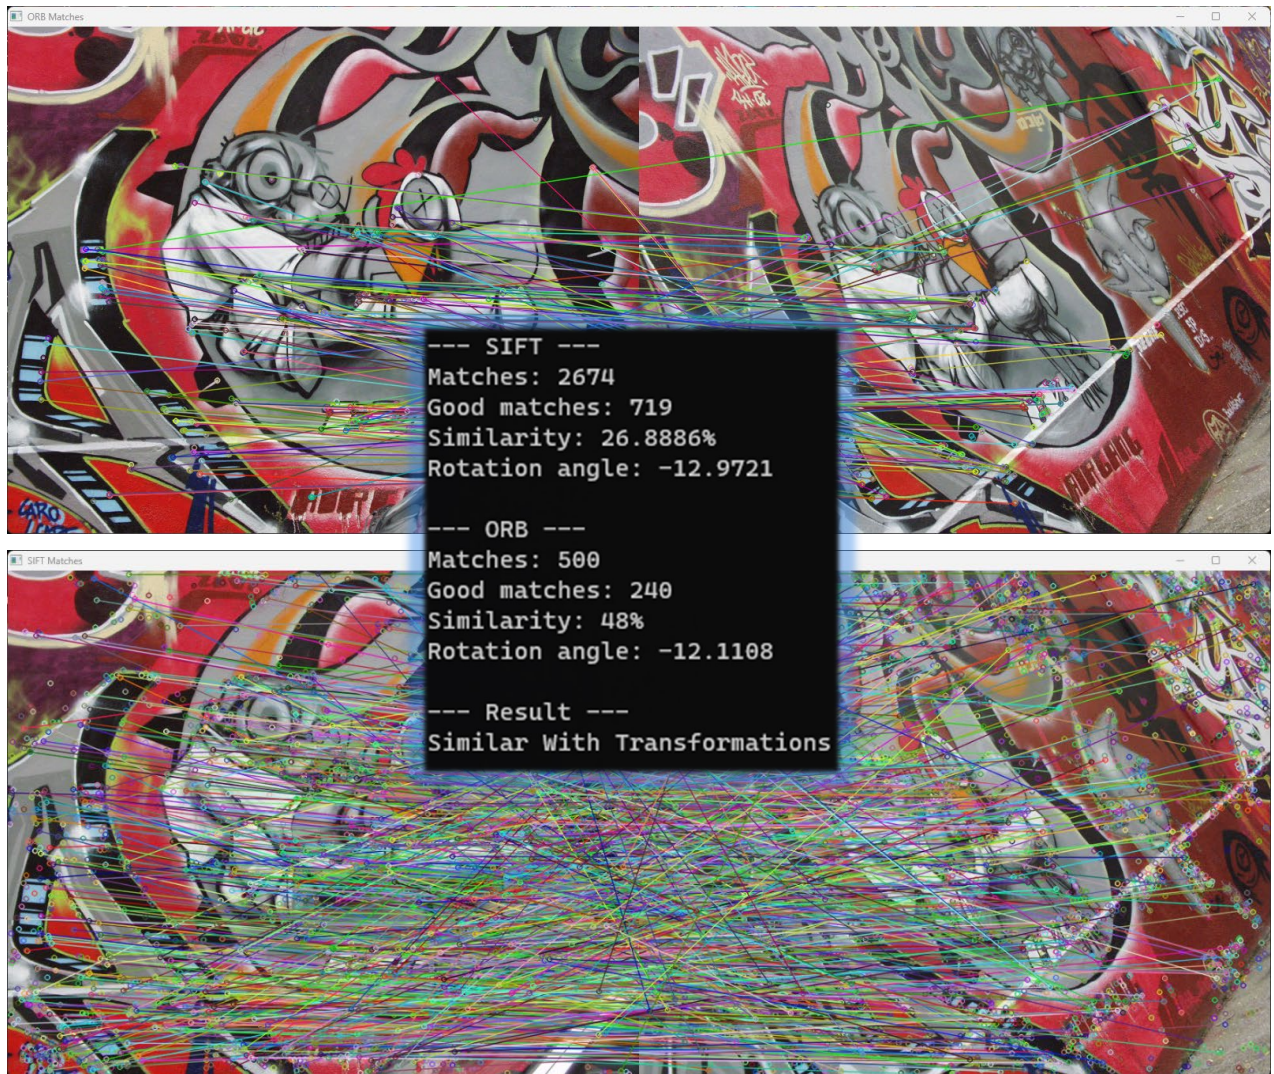 ORB Matches
--- SIFT ---
Matches: 2674
Good matches: 719
Similarity: 26.8886%
Rotation angle: -12.9721
--- ORB ---
Matches: 500
Good matches: 240
Similarity: 48%
Rotation angle: -12.1108
--- Result ---
Similar With Transformations
SIFT Matches